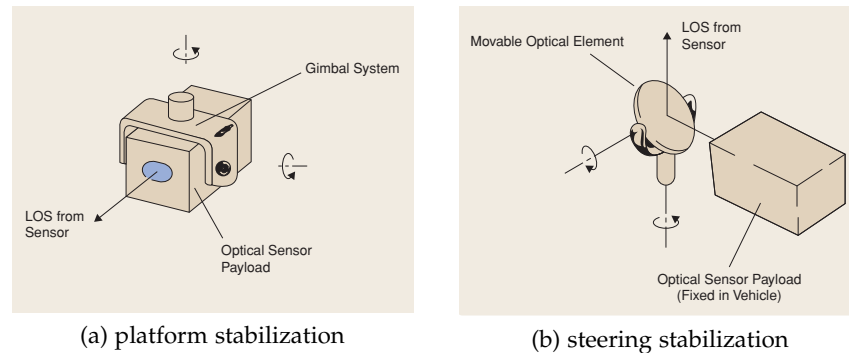 Gimbal System
LOS from
Sensor
Optical Sensor
Payload
(a) platform stabilization
Movable Optical Element
LOS from
Sensor
Optical Sensor Payload
(Fixed in Vehicle)
(b) steering stabilization